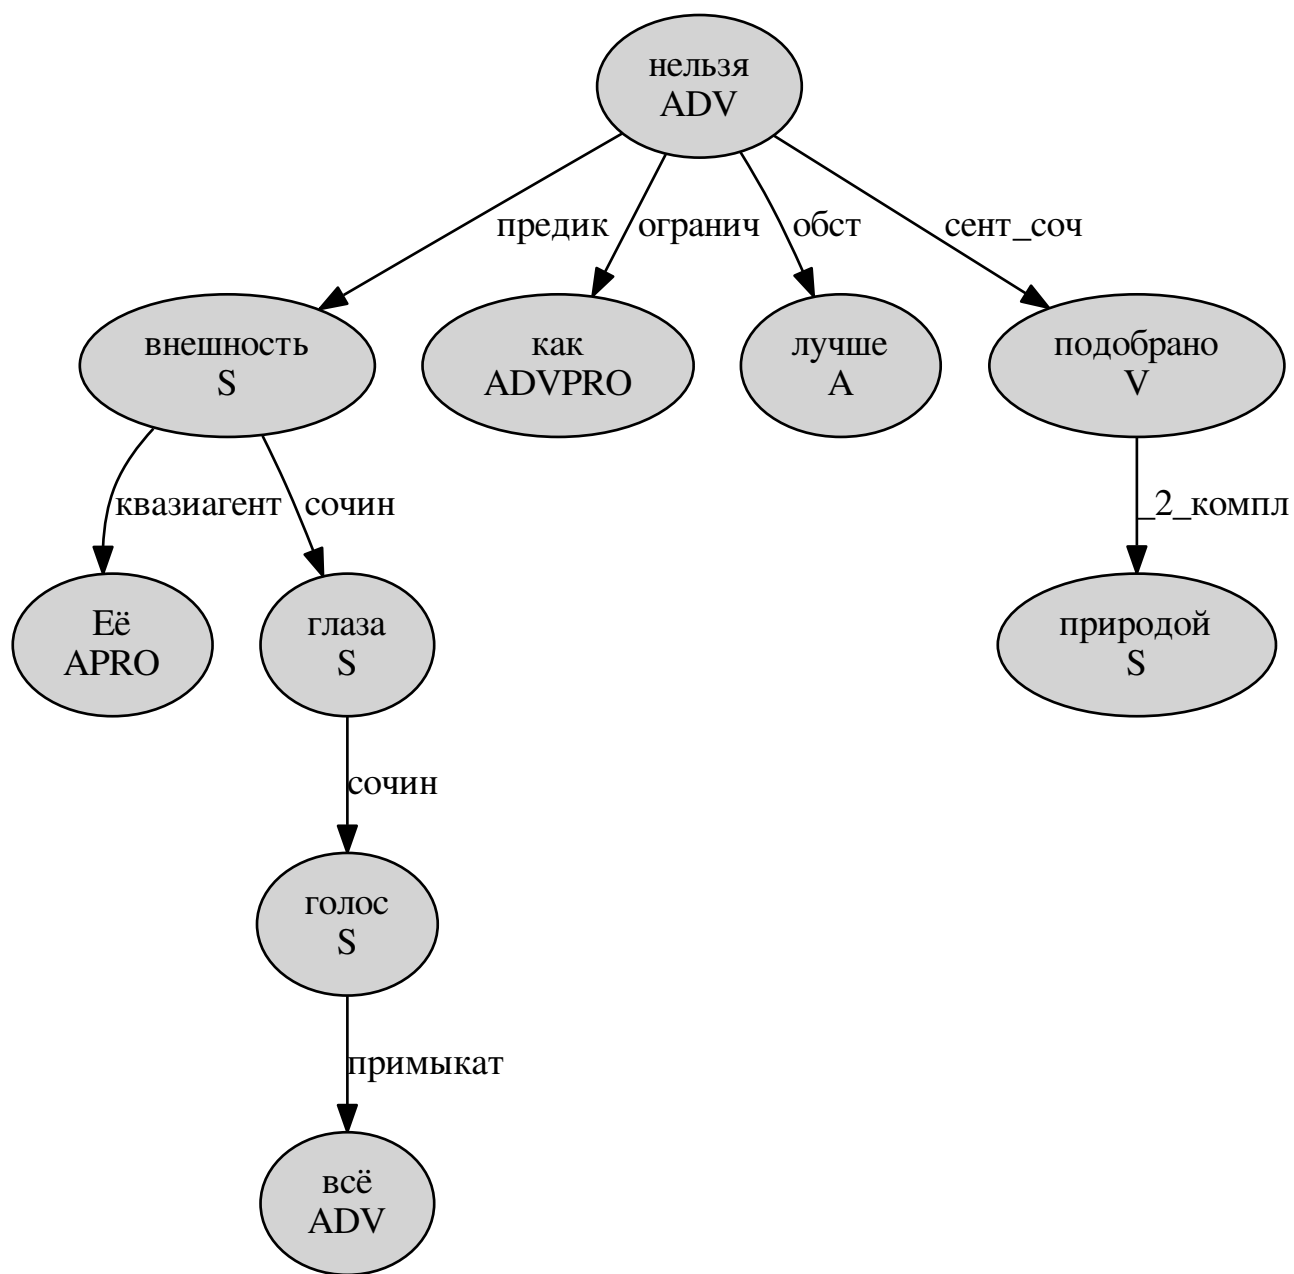 нельзя
ADV
предик
огранич
обст
сент_соч
внешность
S
как
ADVPRO
лучше
A
подобрано
V
квазиагент
сочин
_2_компл
Её
APRO
глаза
S
природой
S
сочин
голос
S
примыкат
всё
ADV